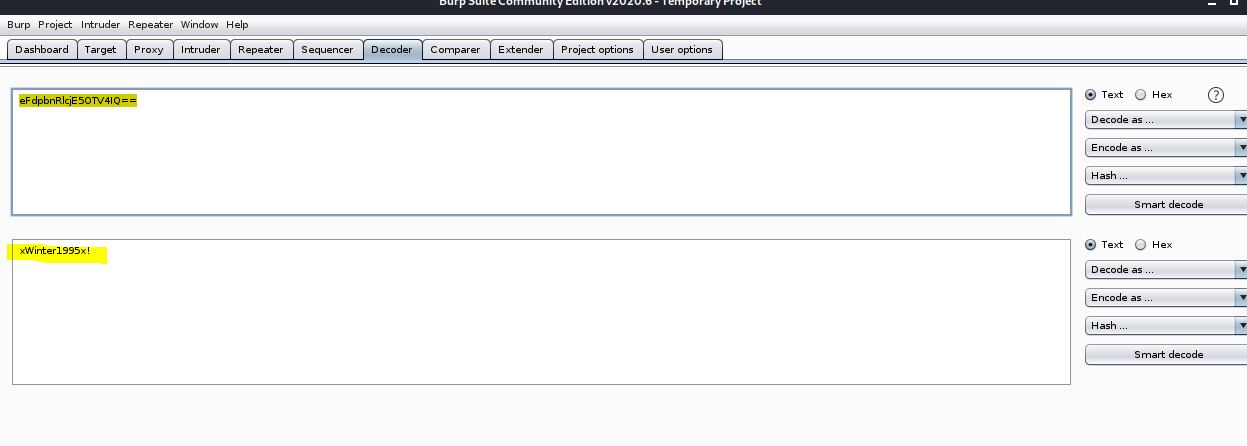 Burp Suite Community Edition v2020.6 - Temporary Project
Burp Project Intruder Repeater Window Help
Dashboard Target Proxy Intruder Repeater Sequencer Decoder Comparer Extender Project options User options
eFdpbnRlcjE5OTV4IQ==
Text Hex ?
Decode as ...
Encode as ...
Hash ...
Smart decode
xWinter1995x!
Text Hex
Decode as ...
Encode as ...
Hash ...
Smart decode